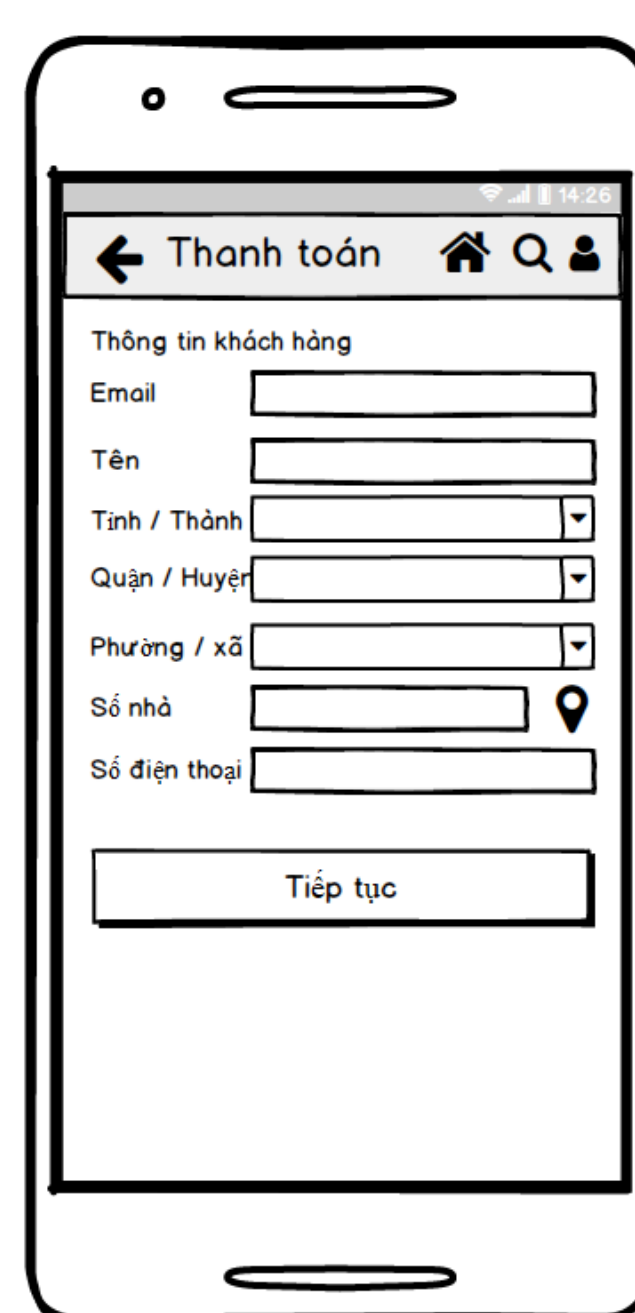 14:26
Thanh toán
Thông tin khách hàng
Email
Tên
Tỉnh / Thành
Quận / Huyện
Phường / xã
Số nhà
Số điện thoại
Tiếp tục